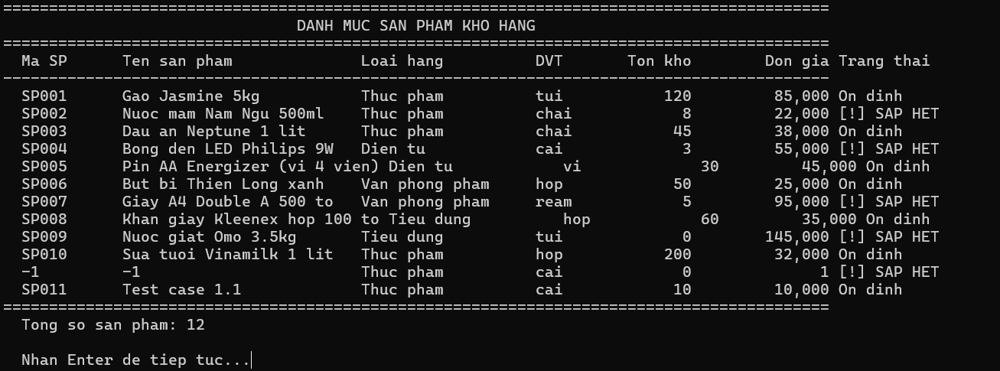 ==========================================================================================
DANH MUC SAN PHAM KHO HANG
==========================================================================================
Ma SP      Ten san pham              Loai hang          DVT       Ton kho        Don gia Trang thai
------------------------------------------------------------------------------------------
SP001      Gao Jasmine 5kg           Thuc pham          tui           120         85,000 On dinh
SP002      Nuoc mam Nam Ngu 500ml    Thuc pham          chai            8         22,000 [!] SAP HET
SP003      Dau an Neptune 1 lit      Thuc pham          chai           45         38,000 On dinh
SP004      Bong den LED Philips 9W   Dien tu            cai             3         55,000 [!] SAP HET
SP005      Pin AA Energizer (vi 4 vien) Dien tu            vi             30         45,000 On dinh
SP006      But bi Thien Long xanh    Van phong pham     hop            50         25,000 On dinh
SP007      Giay A4 Double A 500 to   Van phong pham     ream            5         95,000 [!] SAP HET
SP008      Khan giay Kleenex hop 100 to Tieu dung          hop            60         35,000 On dinh
SP009      Nuoc giat Omo 3.5kg       Tieu dung          tui             0        145,000 [!] SAP HET
SP010      Sua tuoi Vinamilk 1 lit   Thuc pham          hop           200         32,000 On dinh
-1         -1                        Thuc pham          cai             0              1 [!] SAP HET
SP011      Test case 1.1             Thuc pham          cai            10         10,000 On dinh
==========================================================================================
Tong so san pham: 12
Nhan Enter de tiep tuc...